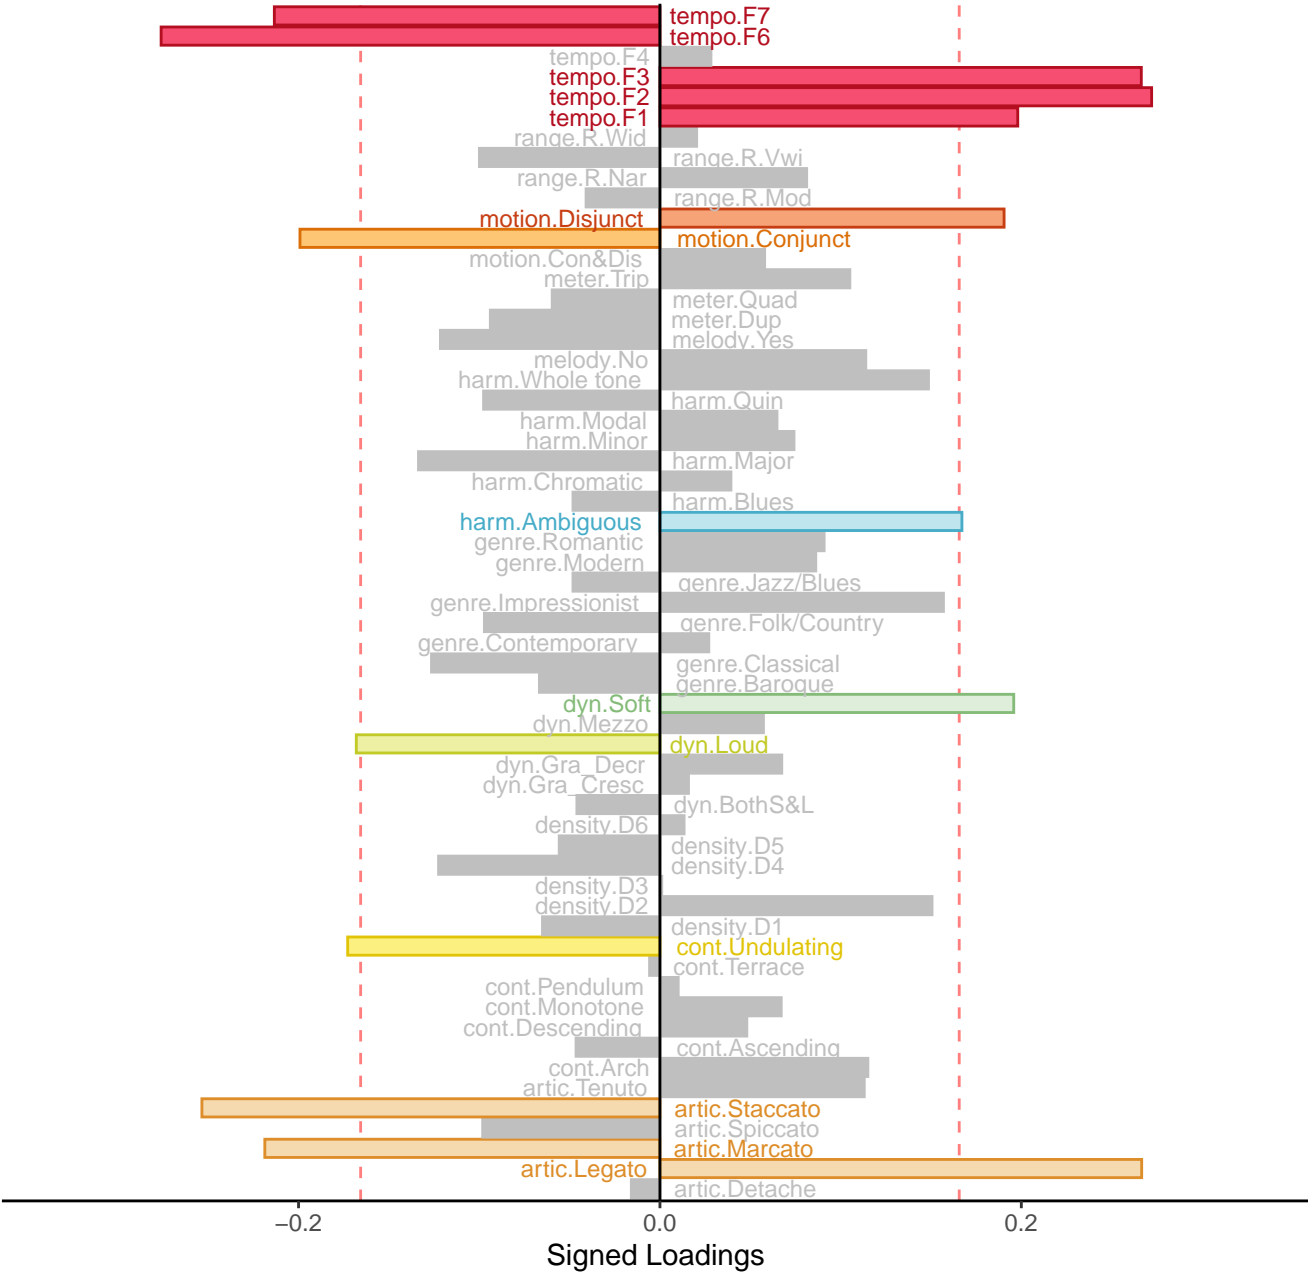 tempo.F7
tempo.F6
tempo.F4
tempo.F3
tempo.F2
tempo.F1
range.R.Wid
range.R.Vwi
range.R.Nar
range.R.Mod
motion.Disjunct
motion.Conjunct
motion.Con&Dis
meter.Trip
meter.Quad
meter.Dup
melody.Yes
melody.No
harm.Whole tone
harm.Quin
harm.Modal
harm.Minor
harm.Major
harm.Chromatic
harm.Blues
harm.Ambiguous
genre.Romantic
genre.Modern
genre.Jazz/Blues
genre.Impressionist
genre.Folk/Country
genre.Contemporary
genre.Classical
genre.Baroque
dyn.Soft
dyn.Mezzo
dyn.Loud
dyn.Gra_Decr
dyn.Gra_Cresc
dyn.BothS&L
density.D6
density.D5
density.D4
density.D3
density.D2
density.D1
cont.Undulating
cont.Terrace
cont.Pendulum
cont.Monotone
cont.Descending
cont.Ascending
cont.Arch
artic.Tenuto
artic.Staccato
artic.Spiccato
artic.Marcato
artic.Legato
artic.Detache
−0.2 0.0 0.2
Signed Loadings